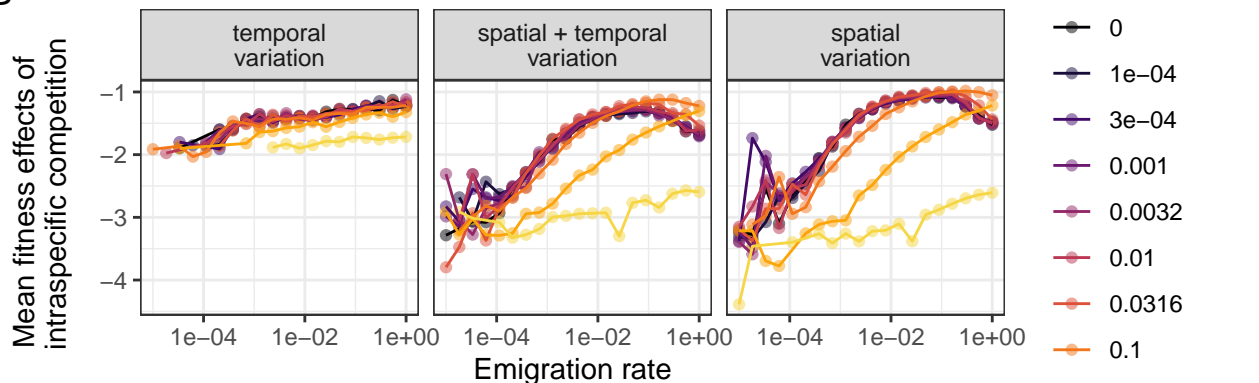 temporal
variation
spatial + temporal
variation
spatial
variation
Mean fitness effects of
intraspecific competition
−1
−2
−3
−4
1e−04
1e−02
1e+00
1e−04
1e−02
1e+00
1e−04
1e−02
1e+00
Emigration rate
0
1e−04
3e−04
0.001
0.0032
0.01
0.0316
0.1